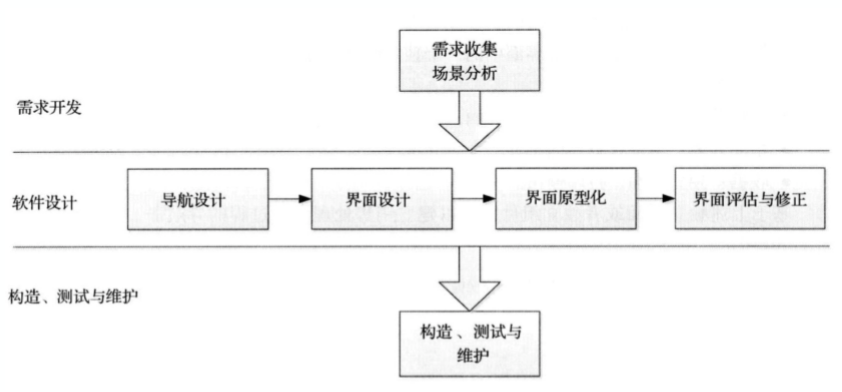 需求收集
场景分析
需求开发
软件设计
导航设计
界面设计
界面原型化
界面评估与修正
构造、测试与维护
构造、测试与
维护